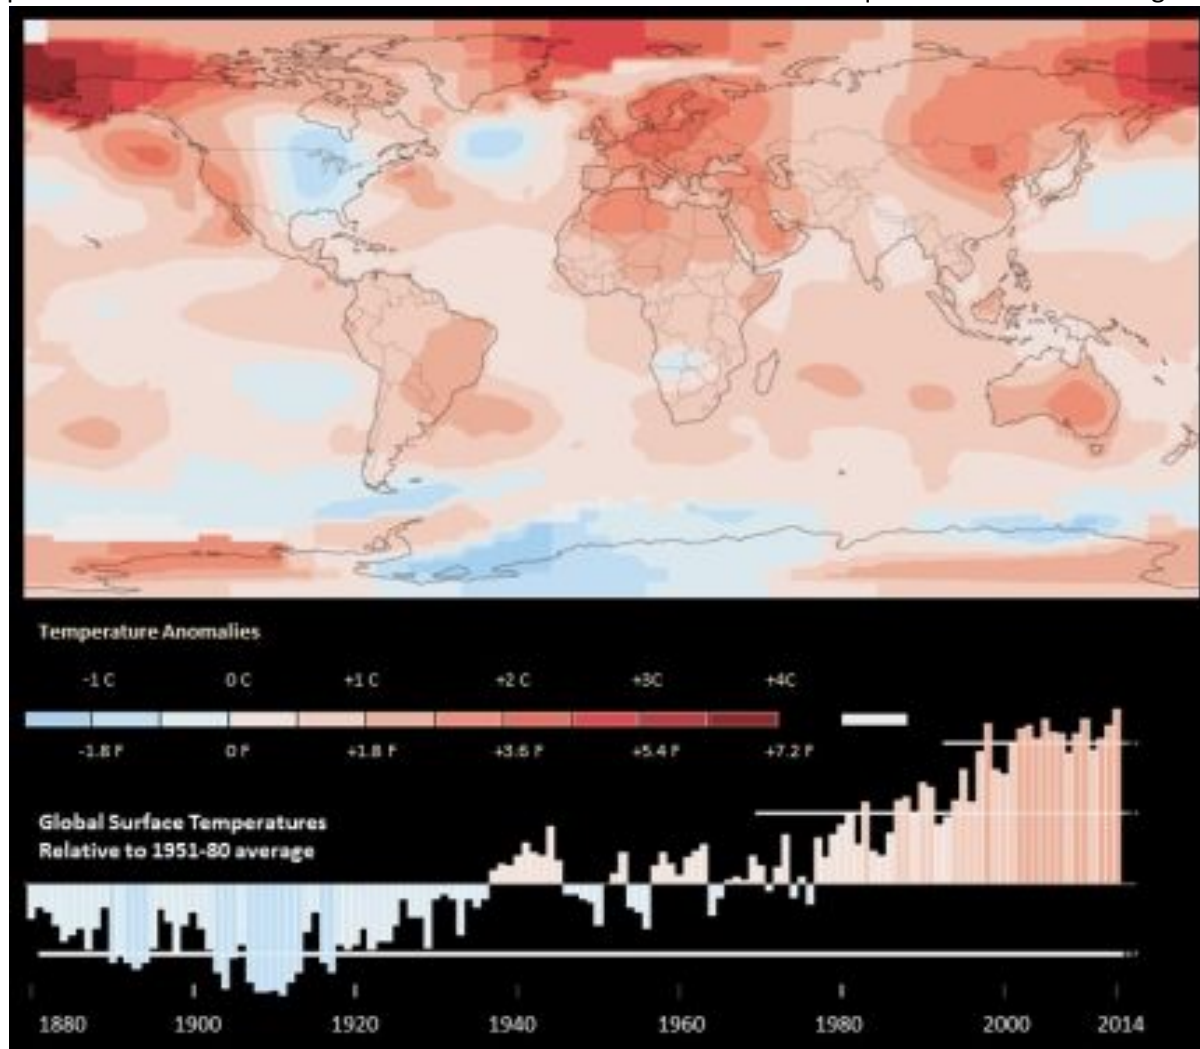 Temperature Anomalies
-1 C 0 C +1 C +2 C +3C +4C
-1.8 F 0 F +1.8 F +3.6 F +5.4 F +7.2 F
Global Surface Temperatures
Relative to 1951-80 average
1880 1900 1920 1940 1960 1980 2000 2014